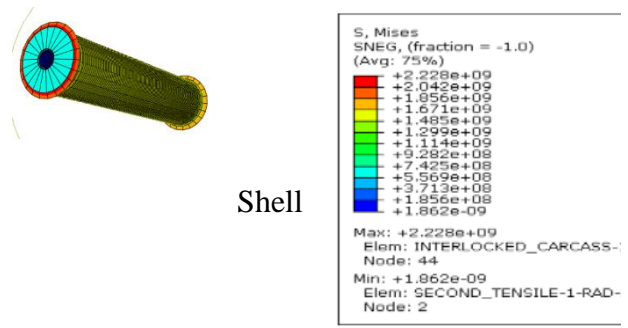 S, Mises
SNEG, (fraction = -1.0)
(Avg: 75%)
+2.228e+09
+2.042e+09
+1.856e+09
+1.671e+09
+1.485e+09
+1.299e+09
+1.114e+09
+9.282e+08
+7.425e+08
+5.569e+08
+3.713e+08
+1.856e+08
+1.862e-09
Shell
Max: +2.228e+09
Elem: INTERLOCKED_CARCASS-1
Node: 44
Min: +1.862e-09
Elem: SECOND_TENSILE-1-RAD-
Node: 2